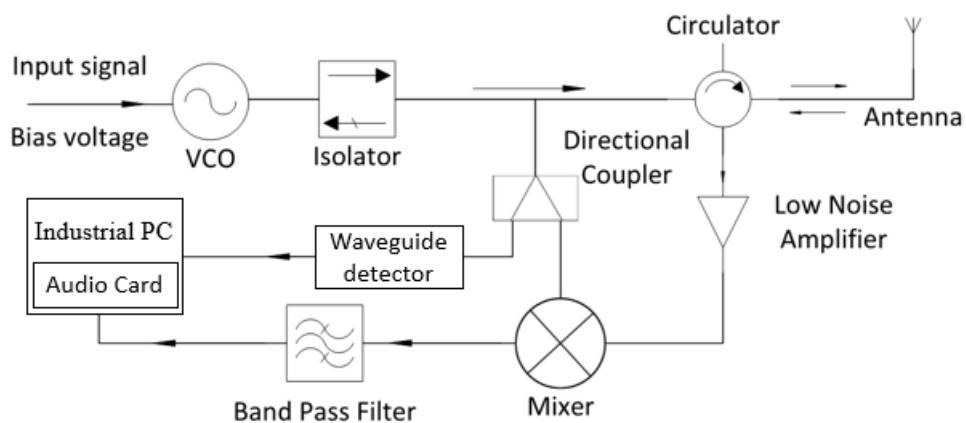 Circulator
Input signal
Bias voltage
VCO
Isolator
Directional
Coupler
Antenna
Industrial PC
Audio Card
Waveguide
detector
Low Noise
Amplifier
Band Pass Filter
Mixer